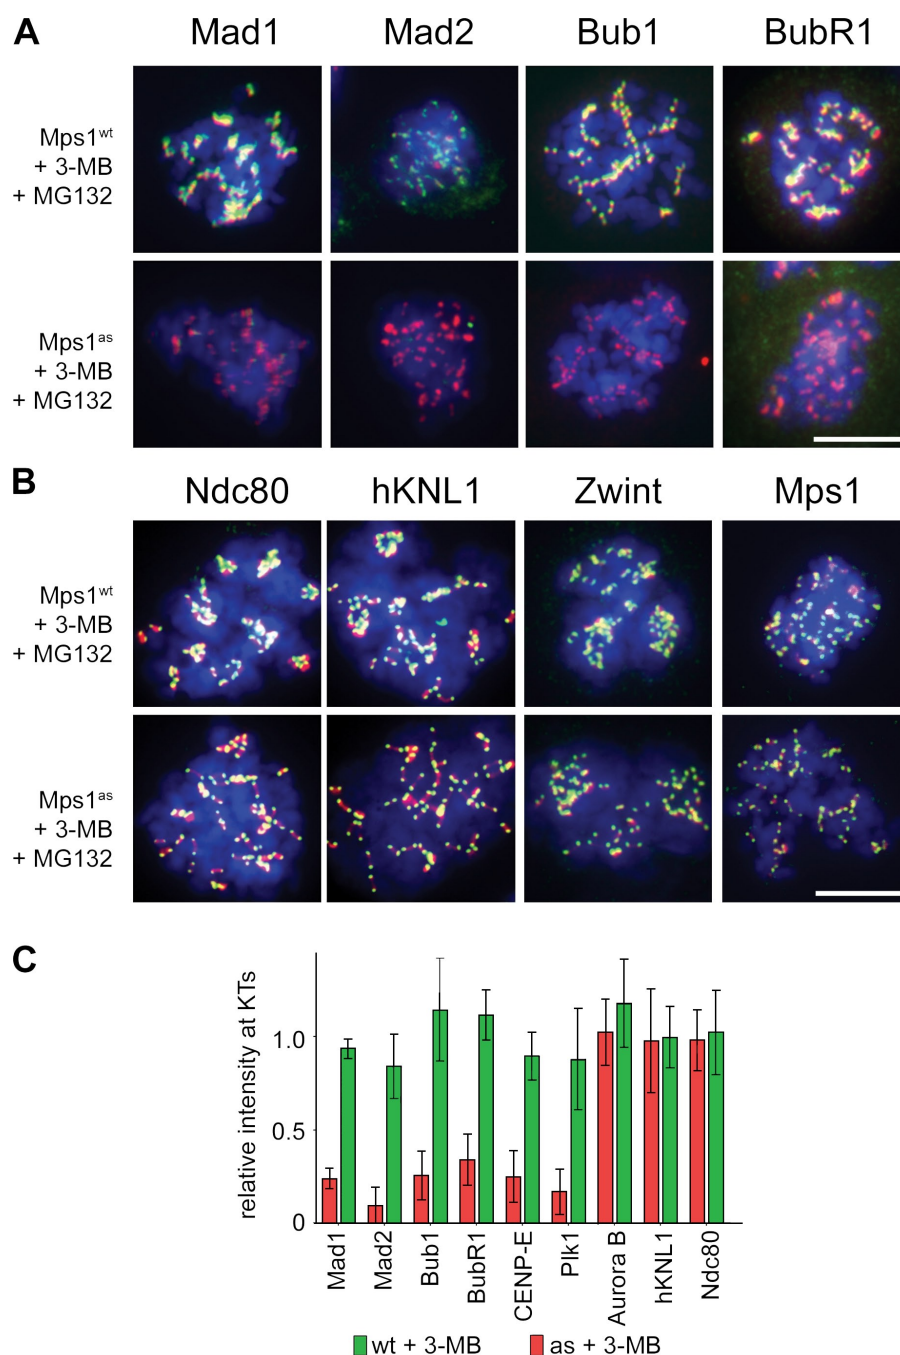 A
Mad1 Mad2 Bub1 BubR1
Mps1wt
+ 3-MB
+ MG132
Mps1as
+ 3-MB
+ MG132
B
Ndc80 hKNL1 Zwint Mps1
Mps1wt
+ 3-MB
+ MG132
Mps1as
+ 3-MB
+ MG132
C
relative intensity at KTs
1.0
0.5
0
Mad1
Mad2
Bub1
BubR1
CENP-E
Plk1
Aurora B
hKNL1
Ndc80
wt + 3-MB as + 3-MB